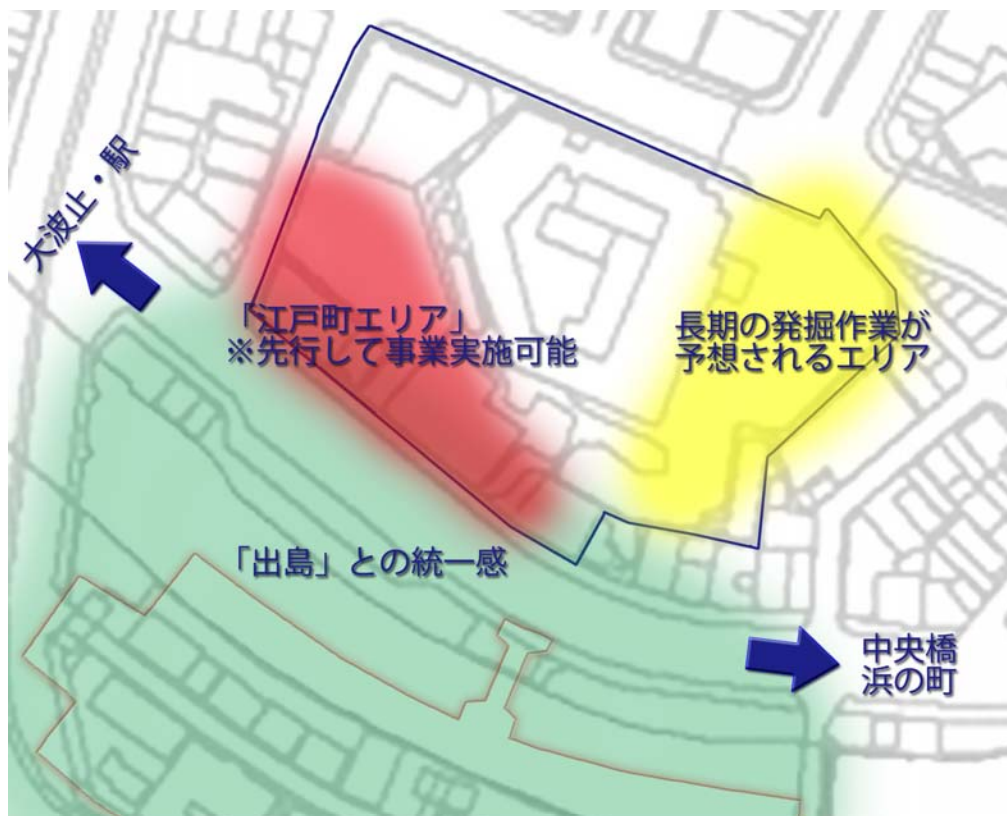 大波止・駅
「江戸町エリア」
※先行して事業実施可能
長期の発掘作業が
予想されるエリア
「出島」との統一感
中央橋
浜の町